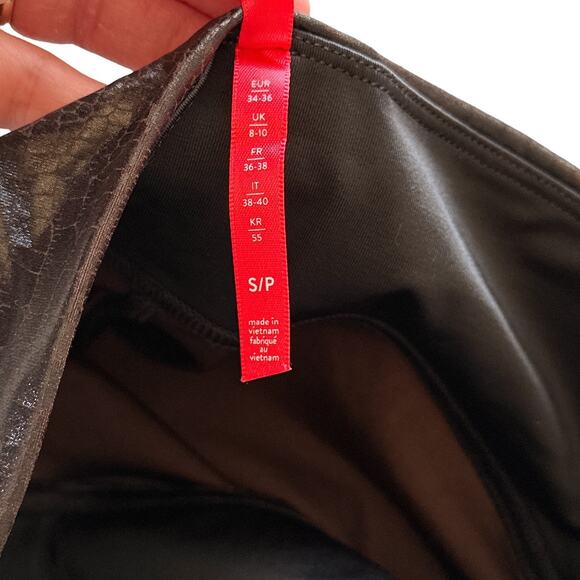 EUR
34-36
UK
8-10
FR
36-38
IT
38-40
KR
55
S/P
made in
vietnam
fabriqué
au
vietnam